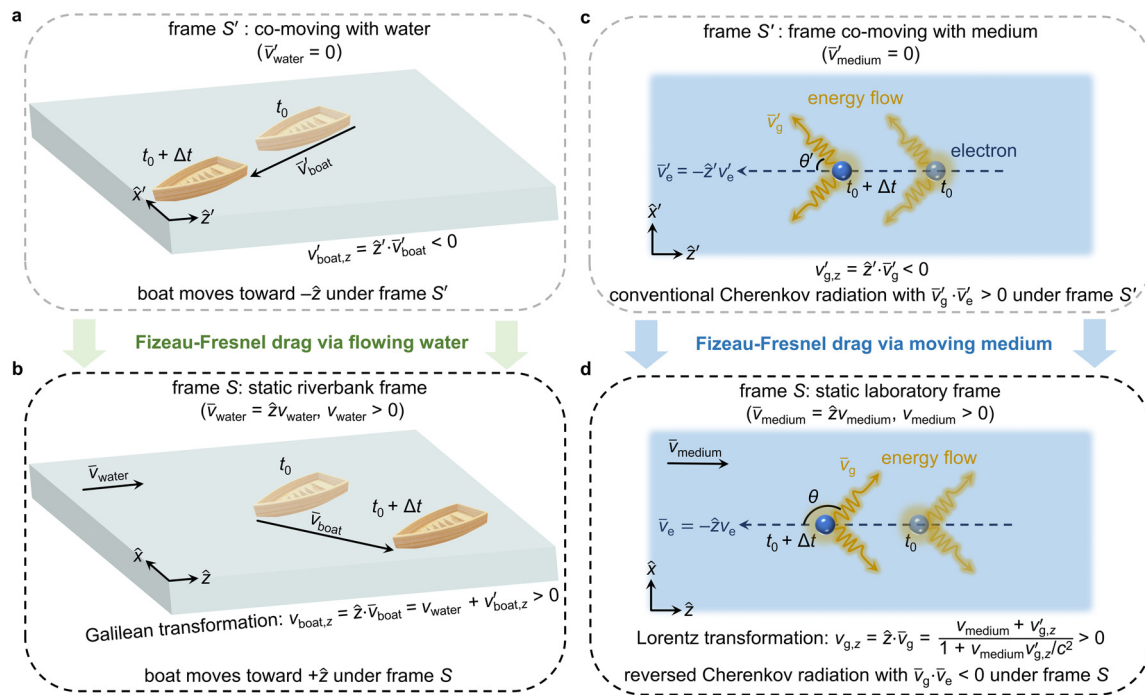 a
frame S′ : co-moving with water
(v̄′water = 0)
t0
t0 + Δt
v̄′boat
x̂′
ẑ′
v′boat,z = ẑ′·v̄′boat < 0
boat moves toward –ẑ under frame S′
Fizeau-Fresnel drag via flowing water
b
frame S: static riverbank frame
(v̄water = ẑvwater, vwater > 0)
v̄water
t0
t0 + Δt
v̄boat
x̂
ẑ
Galilean transformation: vboat,z = ẑ·v̄boat = vwater + v′boat,z > 0
boat moves toward +ẑ under frame S
c
frame S′ : frame co-moving with medium
(v̄′medium = 0)
energy flow
v̄′g
θ′
electron
v̄′e = –ẑ′v′e
t0 + Δt
t0
x̂′
ẑ′
v′g,z = ẑ′·v̄′g < 0
conventional Cherenkov radiation with v̄′g·v̄′e > 0 under frame S′
Fizeau-Fresnel drag via moving medium
d
frame S: static laboratory frame
(v̄medium = ẑvmedium, vmedium > 0)
v̄medium
v̄g
energy flow
θ
v̄e = –ẑve
t0 + Δt
t0
x̂
ẑ
Lorentz transformation: vg,z = ẑ·v̄g = (vmedium + v′g,z)/(1 + vmediumv′g,z/c²) > 0
reversed Cherenkov radiation with v̄g·v̄e < 0 under frame S